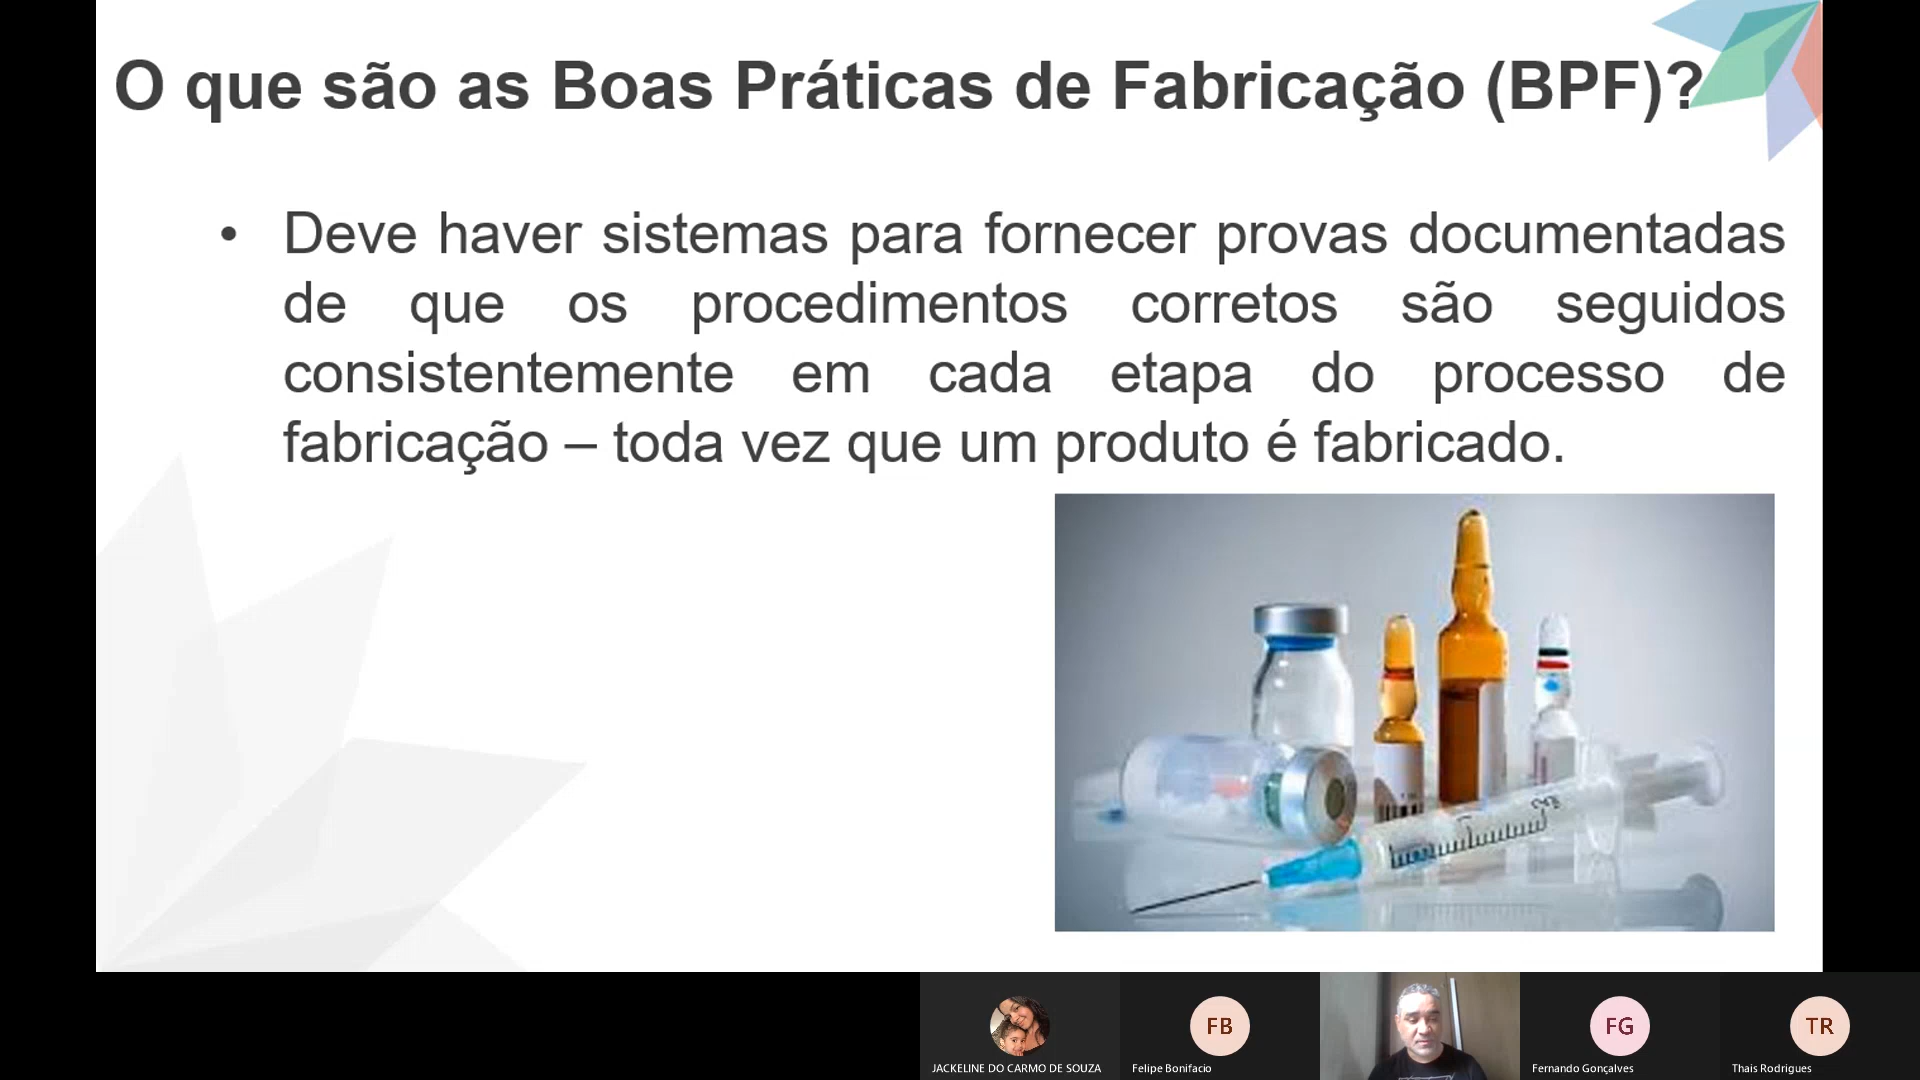 O que são as Boas Práticas de Fabricação (BPF)?
• Deve haver sistemas para fornecer provas documentadas
de que os procedimentos corretos são seguidos
consistentemente em cada etapa do processo de
fabricação – toda vez que um produto é fabricado.
FB
FG
TR
JACKELINE DO CARMO DE SOUZA
Felipe Bonifacio
Fernando Gonçalves
Thais Rodrigues